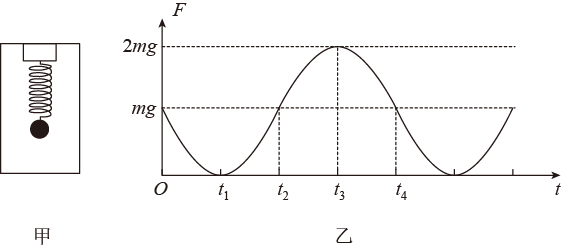 F
2mg
mg
O
t₁ t₂ t₃ t₄ t
甲 乙